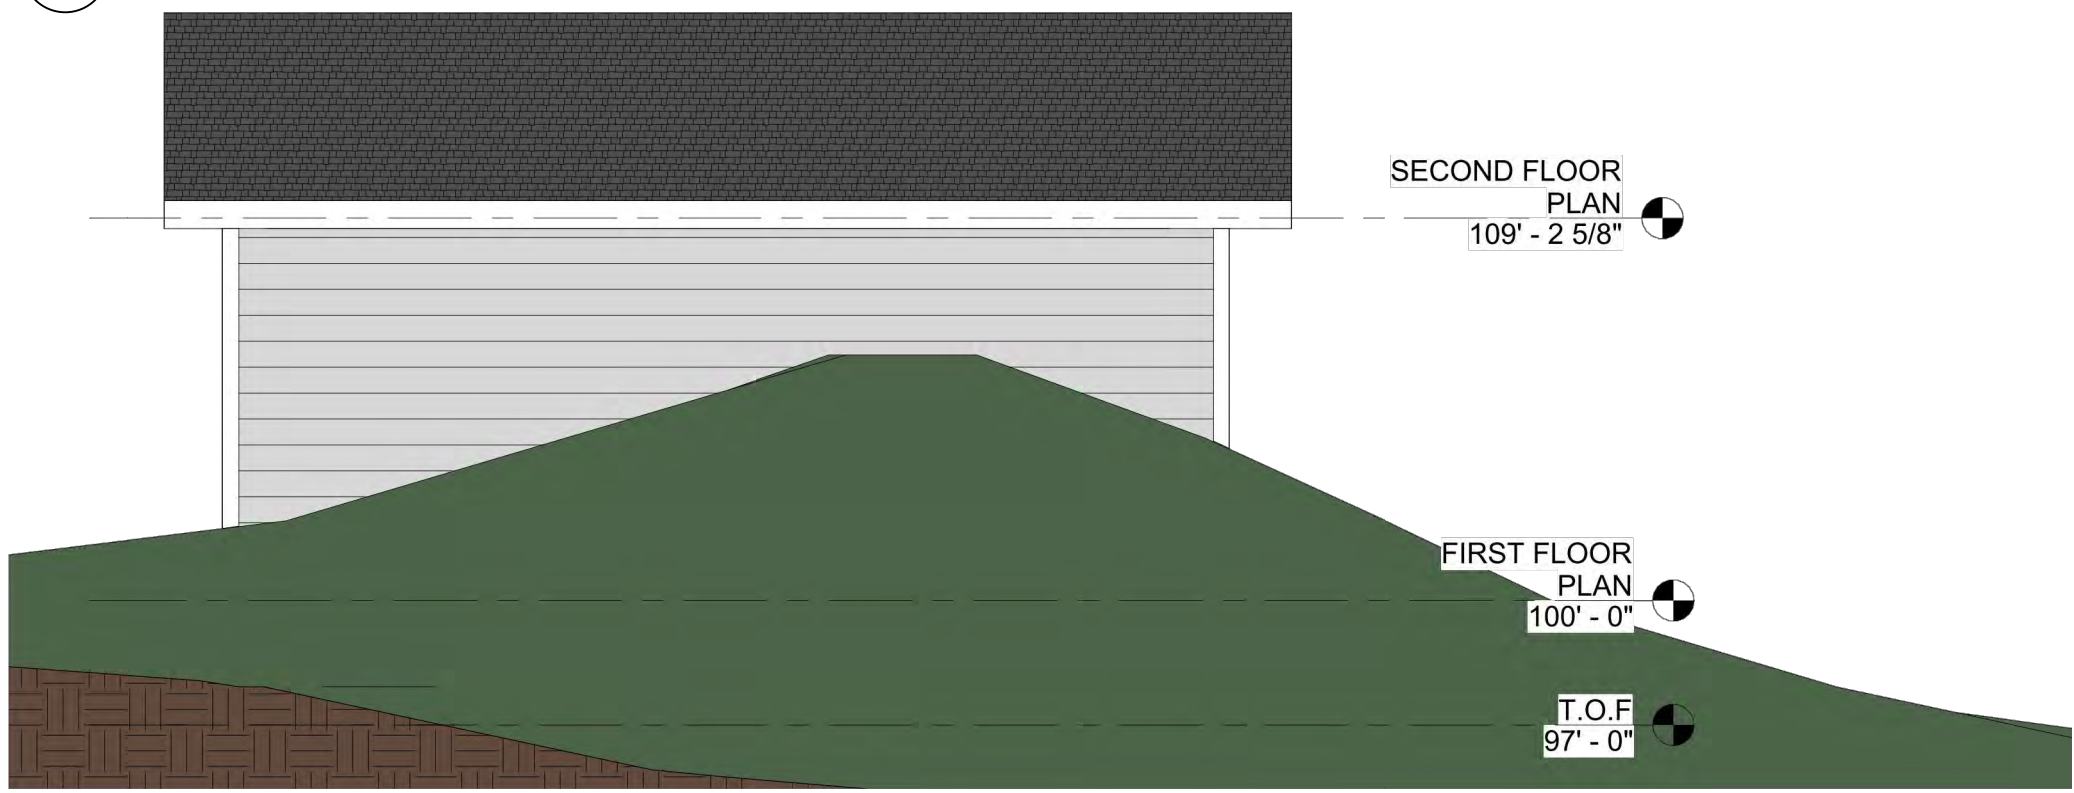 SECOND FLOOR
PLAN
109' - 2 5/8"
FIRST FLOOR
PLAN
100' - 0"
T.O.F
97' - 0"